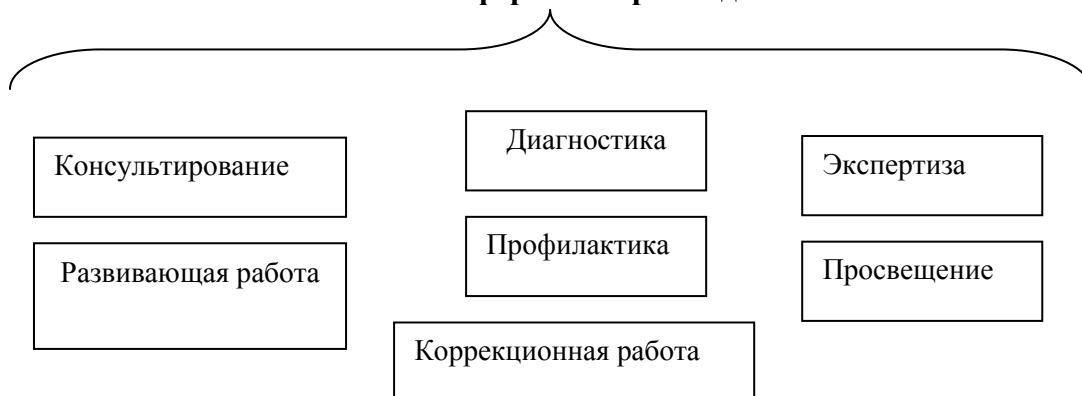 Консультирование
Диагностика
Экспертиза
Развивающая работа
Профилактика
Просвещение
Коррекционная работа